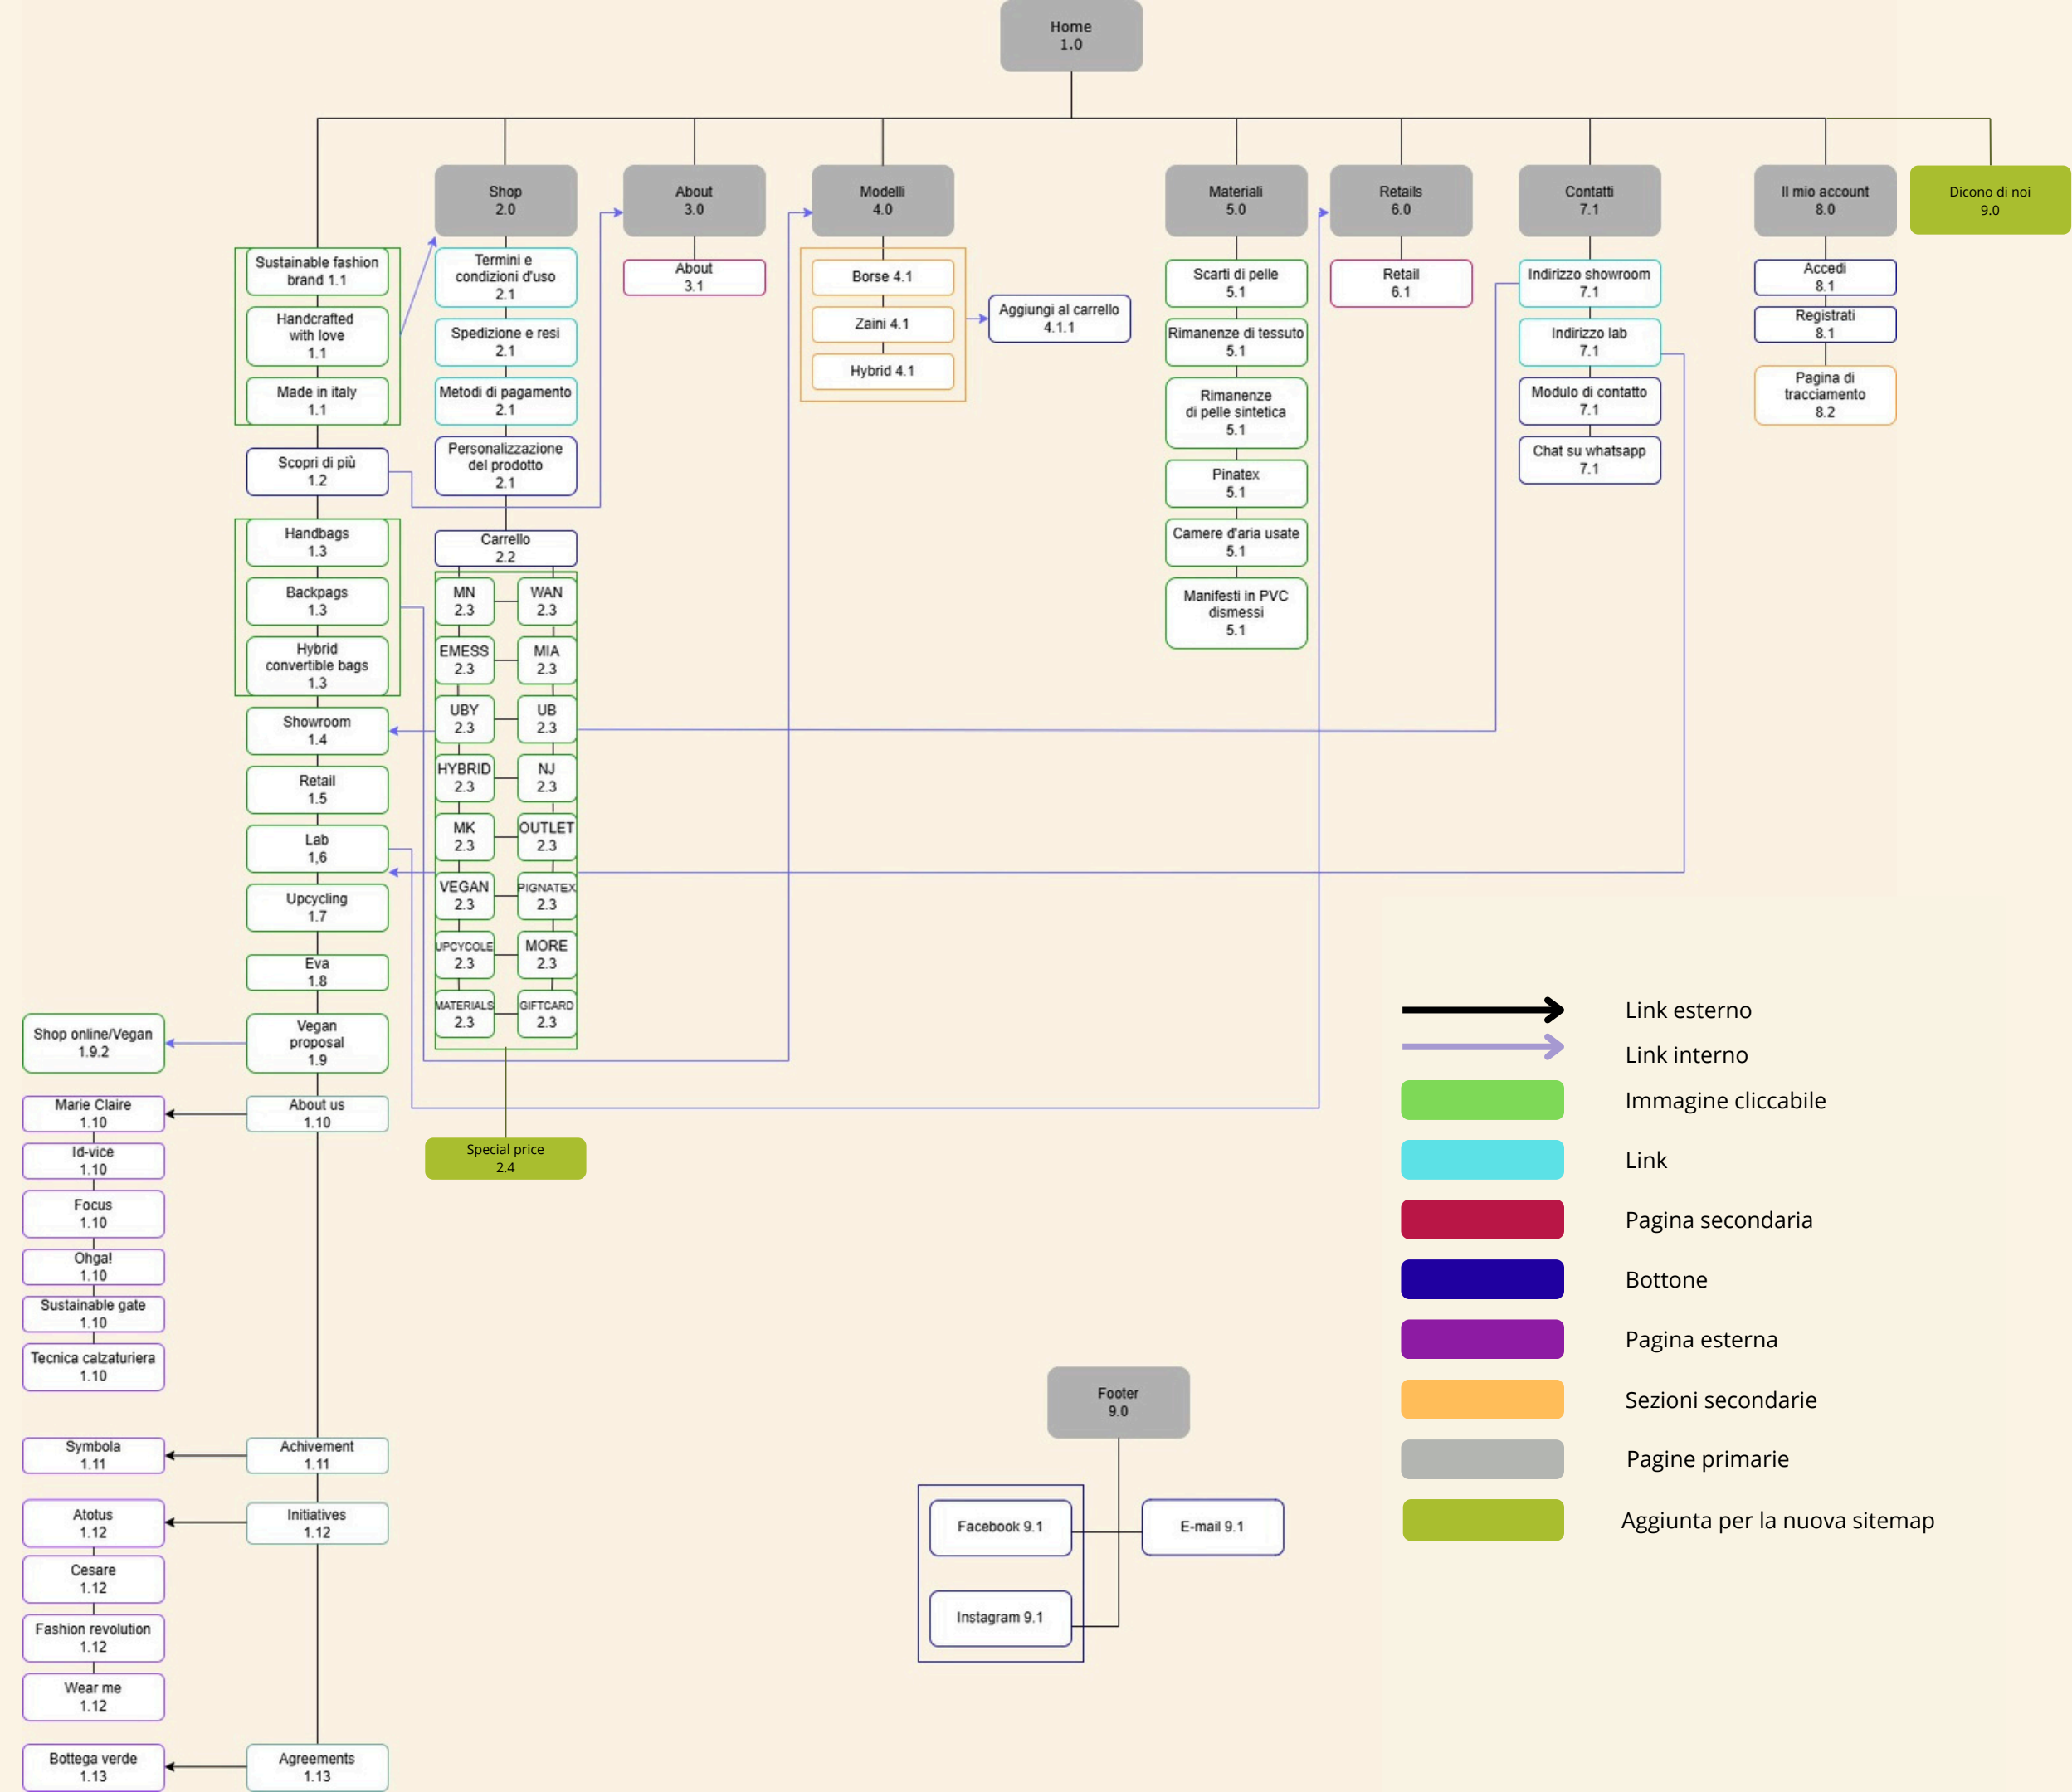 Home
1.0
Shop
2.0
About
3.0
Modelli
4.0
Materiali
5.0
Retails
6.0
Contatti
7.1
Il mio account
8.0
Dicono di noi
9.0
Sustainable fashion
brand 1.1
Handcrafted
with love
1.1
Made in italy
1.1
Scopri di più
1.2
Handbags
1.3
Backpags
1.3
Hybrid
convertible bags
1.3
Showroom
1.4
Retail
1.5
Lab
1,6
Upcycling
1.7
Eva
1.8
Vegan
proposal
1.9
Shop online/Vegan
1.9.2
About us
1.10
Marie Claire
1.10
Id-vice
1.10
Focus
1.10
Ohga!
1.10
Sustainable gate
1.10
Tecnica calzaturiera
1.10
Achivement
1.11
Symbola
1.11
Initiatives
1.12
Atotus
1.12
Cesare
1.12
Fashion revolution
1.12
Wear me
1.12
Agreements
1.13
Bottega verde
1.13
Termini e
condizioni d'uso
2.1
Spedizione e resi
2.1
Metodi di pagamento
2.1
Personalizzazione
del prodotto
2.1
Carrello
2.2
MN
2.3
WAN
2.3
EMESS
2.3
MIA
2.3
UBY
2.3
UB
2.3
HYBRID
2.3
NJ
2.3
MK
2.3
OUTLET
2.3
VEGAN
2.3
PIGNATEX
2.3
UPCYCOLE
2.3
MORE
2.3
MATERIALS
2.3
GIFTCARD
2.3
Special price
2.4
About
3.1
Borse 4.1
Zaini 4.1
Hybrid 4.1
Aggiungi al carrello
4.1.1
Scarti di pelle
5.1
Rimanenze di tessuto
5.1
Rimanenze
di pelle sintetica
5.1
Pinatex
5.1
Camere d'aria usate
5.1
Manifesti in PVC
dismessi
5.1
Retail
6.1
Indirizzo showroom
7.1
Indirizzo lab
7.1
Modulo di contatto
7.1
Chat su whatsapp
7.1
Accedi
8.1
Registrati
8.1
Pagina di
tracciamento
8.2
Footer
9.0
Facebook 9.1
E-mail 9.1
Instagram 9.1
Link esterno
Link interno
Immagine cliccabile
Link
Pagina secondaria
Bottone
Pagina esterna
Sezioni secondarie
Pagine primarie
Aggiunta per la nuova sitemap